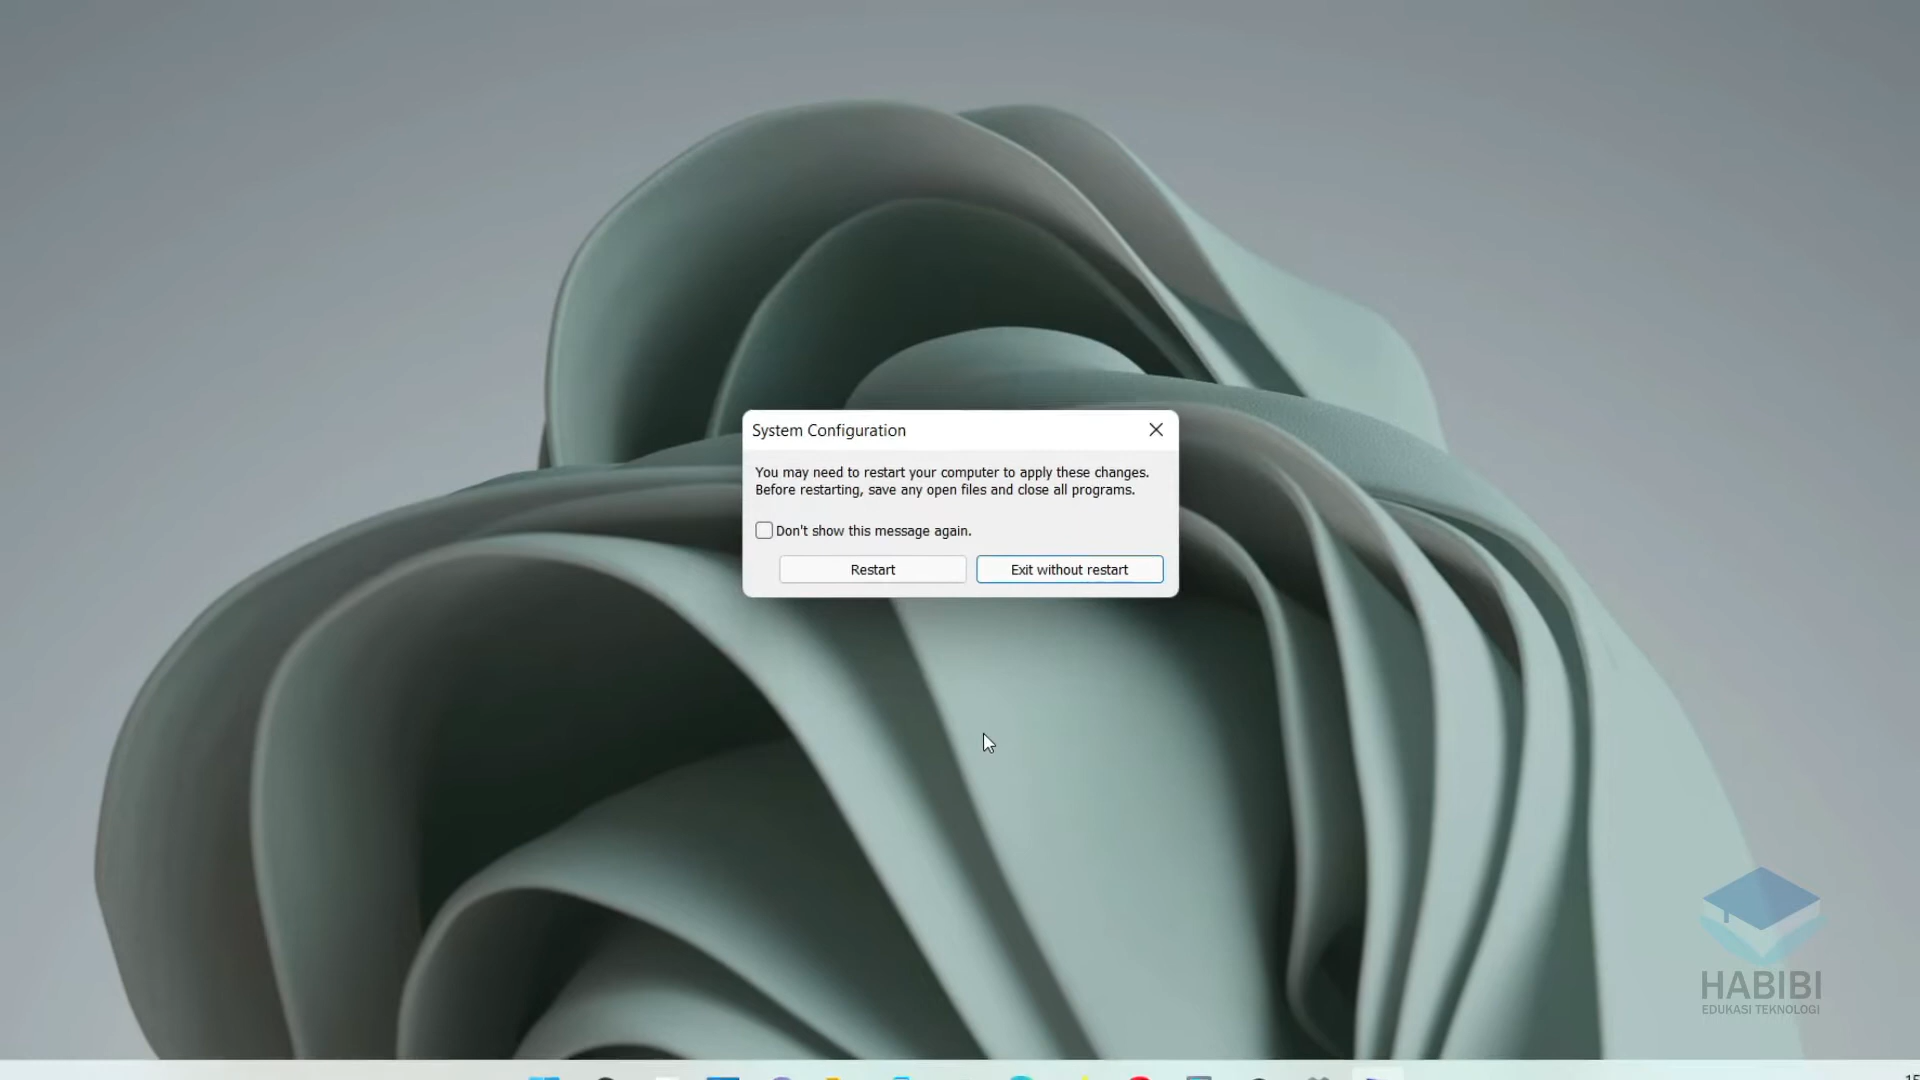 System Configuration
You may need to restart your computer to apply these changes.
Before restarting, save any open files and close all programs.
Don't show this message again.
Restart
Exit without restart
HABIBI
EDUKASI TEKNOLOGI